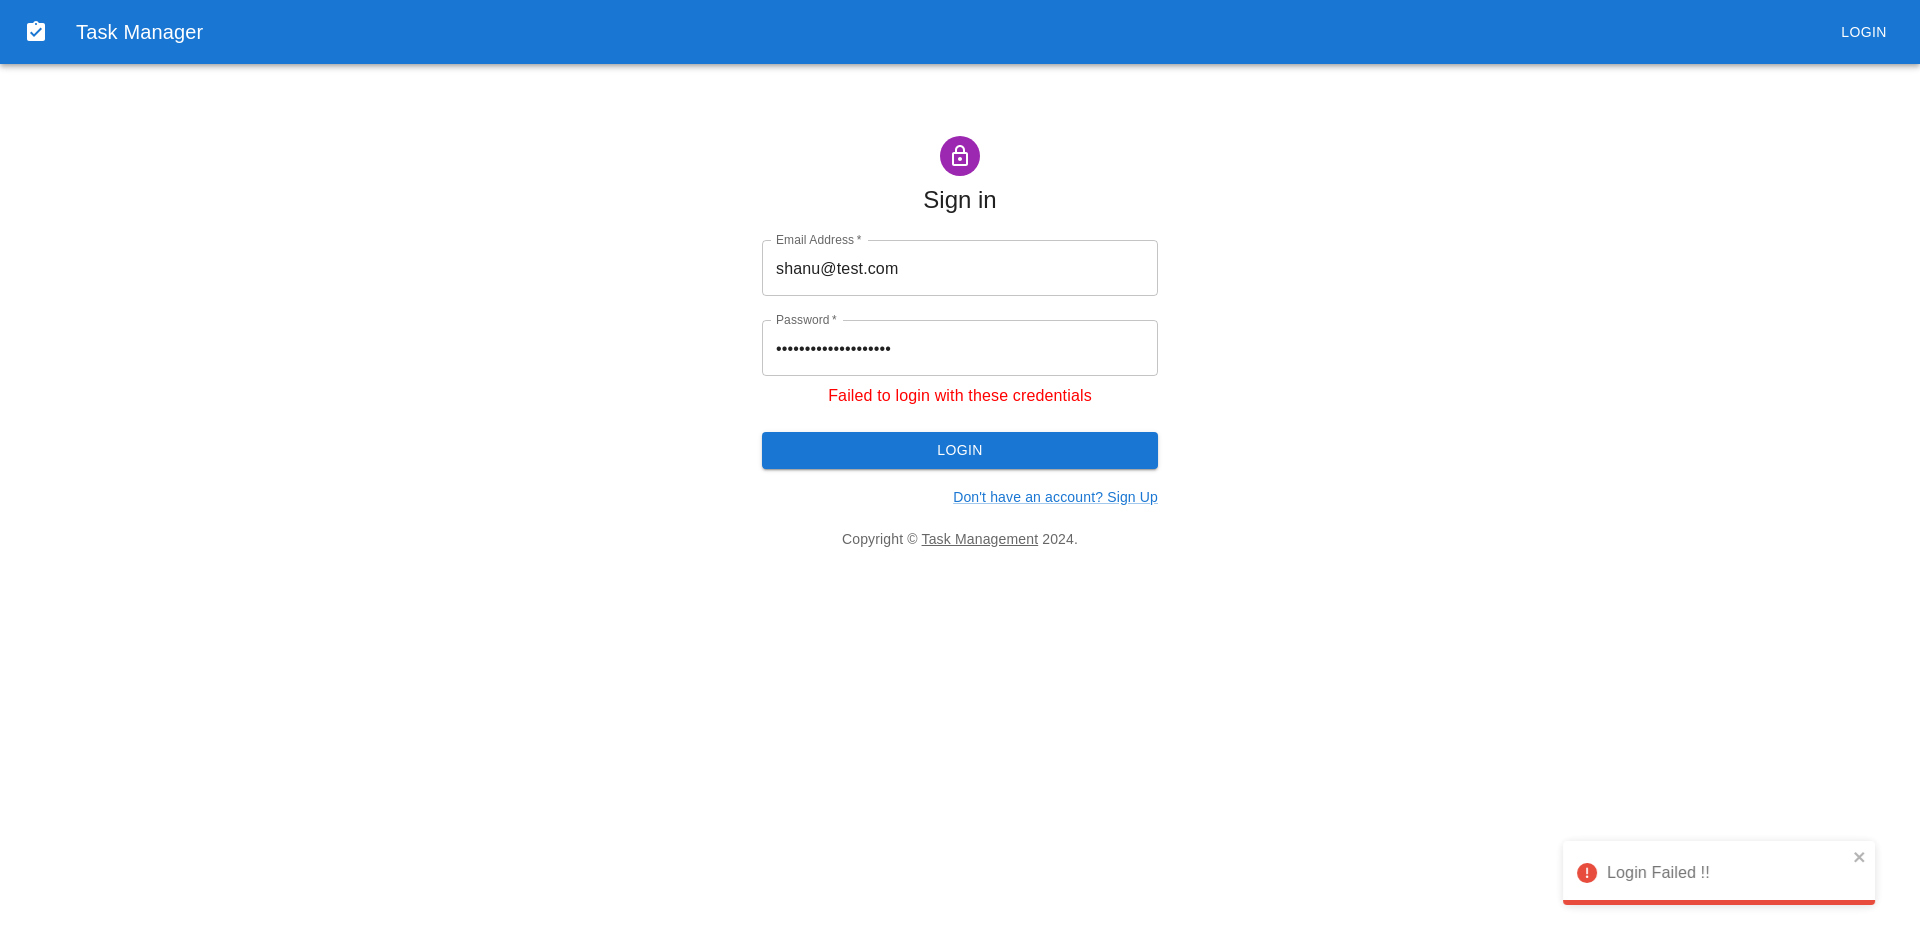 Task Manager
LOGIN
Sign in
Email Address *
shanu@test.com
Password *
••••••••••••••••••••
Failed to login with these credentials
LOGIN
Don't have an account? Sign Up
Copyright © Task Management 2024.
Login Failed !!